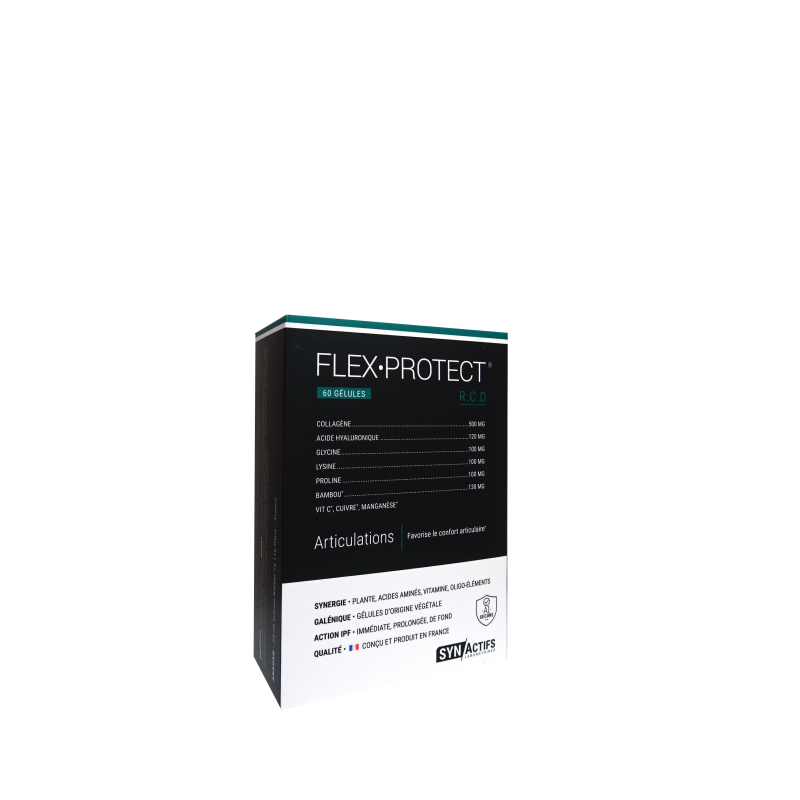 FLEX•PROTECT®
60 GÉLULES
R.C.D
COLLAGÈNE 500 MG
ACIDE HYALURONIQUE 120 MG
GLYCINE 100 MG
LYSINE 100 MG
PROLINE 100 MG
BAMBOU* 130 MG
VIT C*, CUIVRE*, MANGANÈSE*
Articulations | Favorise le confort articulaire*
SYNERGIE • PLANTE, ACIDES AMINÉS, VITAMINE, OLIGO-ÉLÉMENTS
GALÉNIQUE • GÉLULES D'ORIGINE VÉGÉTALE
ACTION IPF • IMMÉDIATE, PROLONGÉE, DE FOND
QUALITÉ • CONÇU ET PRODUIT EN FRANCE
SYN ACTIFS
LABORATOIRES